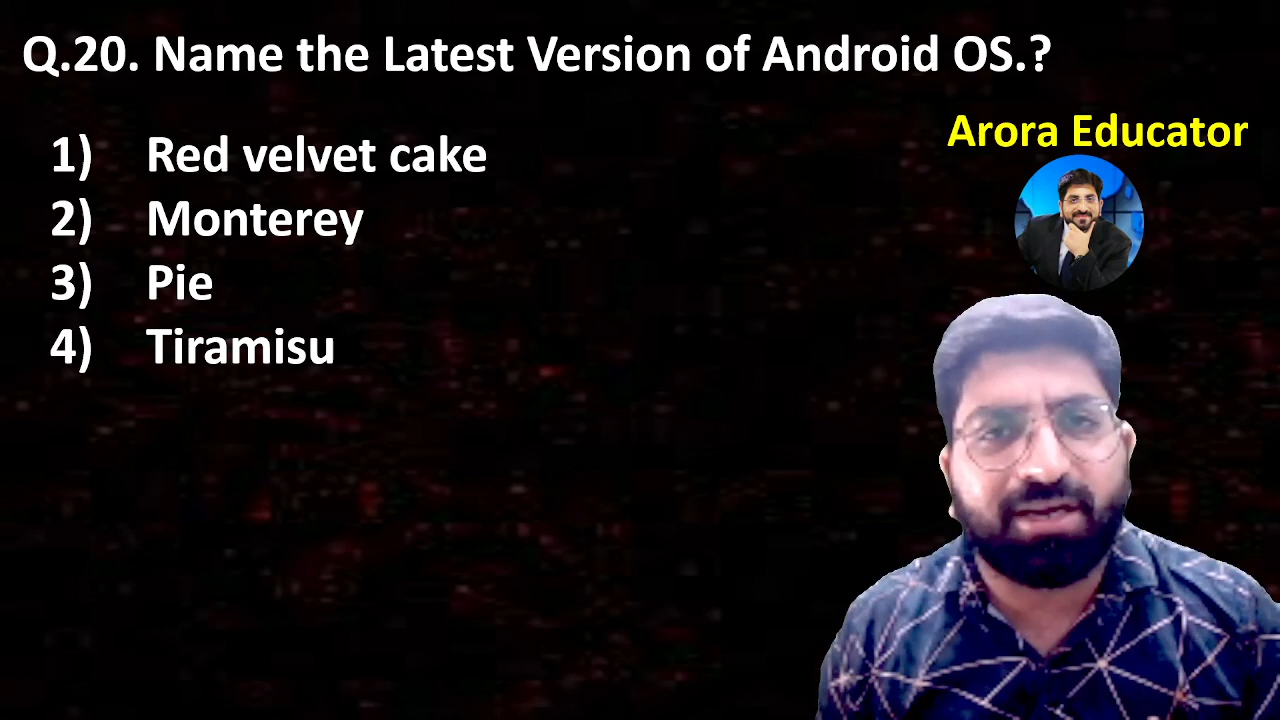 Q.20. Name the Latest Version of Android OS.?
Arora Educator
1) Red velvet cake
2) Monterey
3) Pie
4) Tiramisu